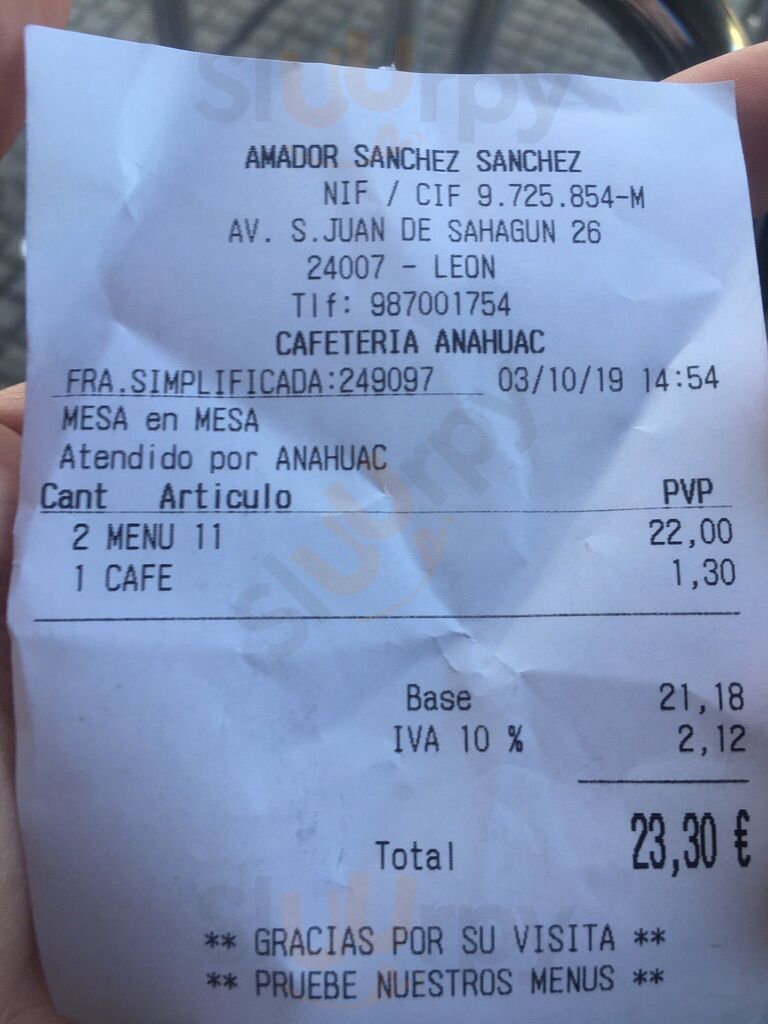 AMADOR SANCHEZ SANCHEZ
NIF / CIF 9.725.854-M
AV. S.JUAN DE SAHAGUN 26
24007 - LEON
Tlf: 987001754
CAFETERIA ANAHUAC
FRA.SIMPLIFICADA:249097 03/10/19 14:54
MESA en MESA
Atendido por ANAHUAC
Cant Articulo PVP
2 MENU 11 22,00
1 CAFE 1,30
Base 21,18
IVA 10 % 2,12
Total 23,30 €
** GRACIAS POR SU VISITA **
** PRUEBE NUESTROS MENUS **
Sluurpy
Sluurpy
Sluurpy